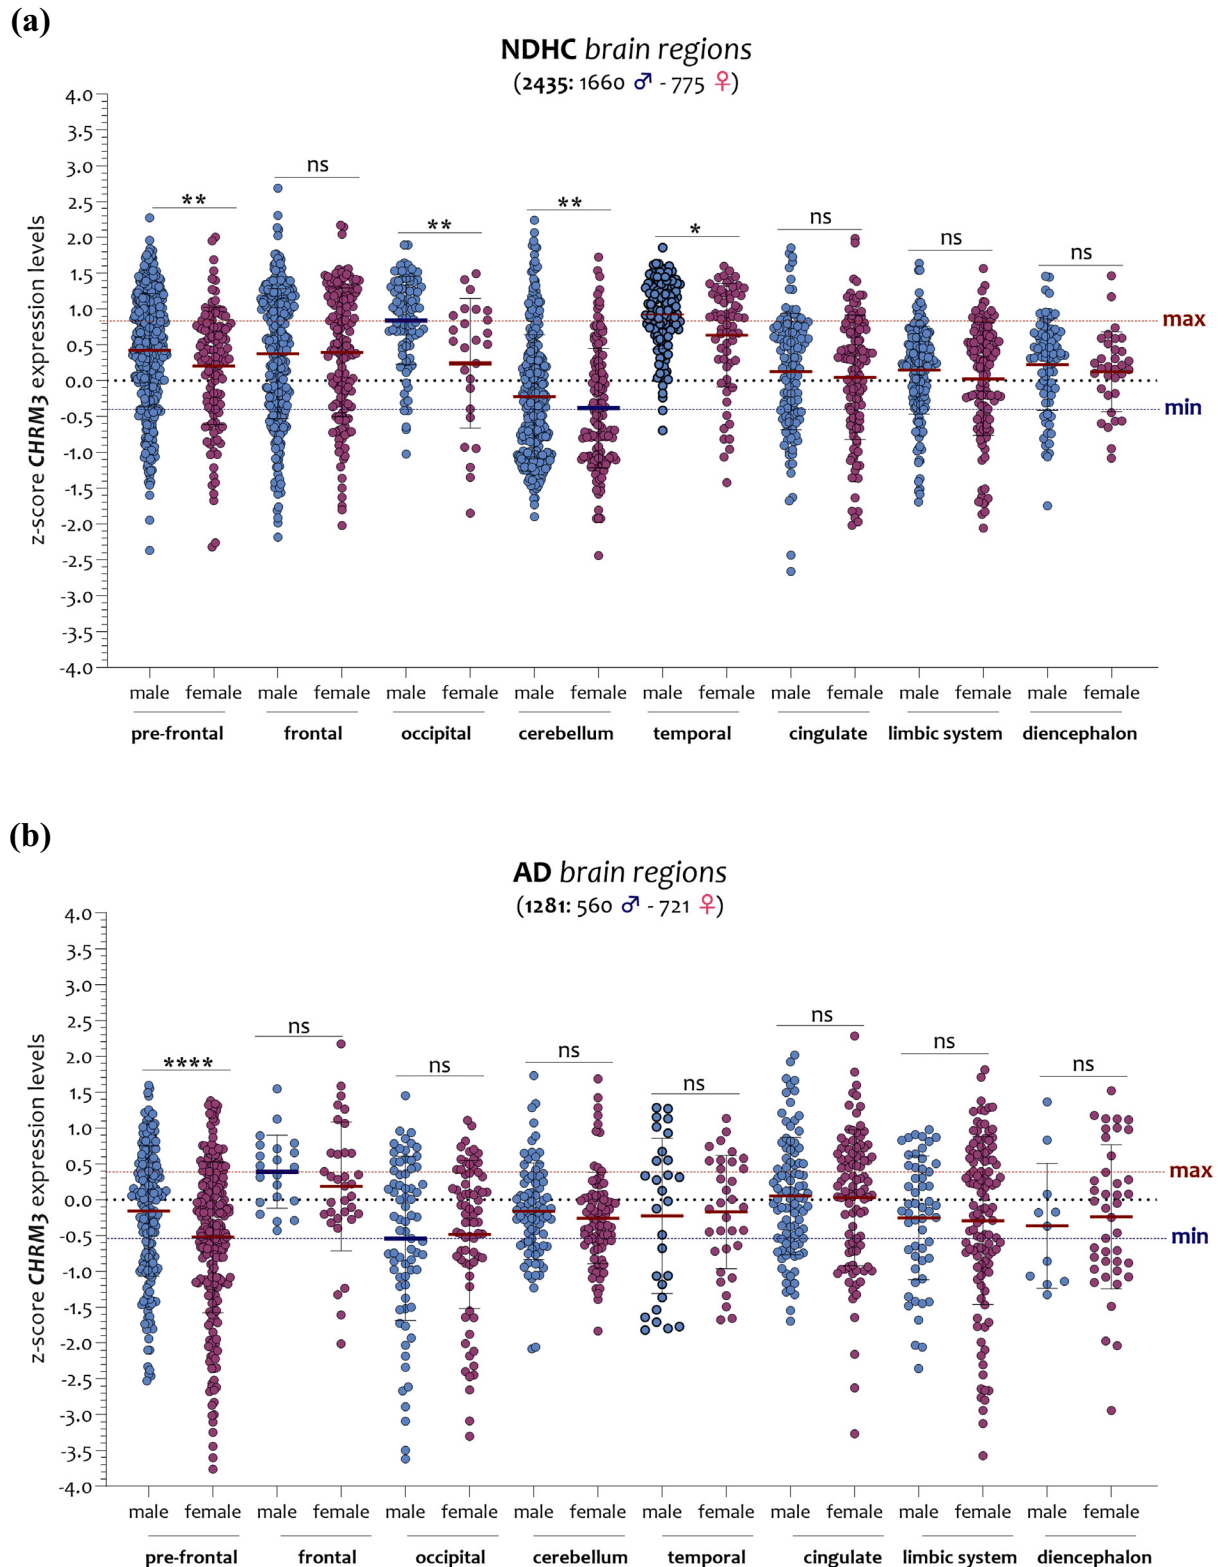 (a)
NDHC brain regions
(2435: 1660 ♂ - 775 ♀)
z-score CHRM3 expression levels
4.0
3.5
3.0
2.5
2.0
1.5
1.0
0.5
0.0
-0.5
-1.0
-1.5
-2.0
-2.5
-3.0
-3.5
-4.0
** ns ** ** * ns ns ns
max
min
male female male female male female male female male female male female male female male female
pre-frontal frontal occipital cerebellum temporal cingulate limbic system diencephalon
(b)
AD brain regions
(1281: 560 ♂ - 721 ♀)
z-score CHRM3 expression levels
4.0
3.5
3.0
2.5
2.0
1.5
1.0
0.5
0.0
-0.5
-1.0
-1.5
-2.0
-2.5
-3.0
-3.5
-4.0
**** ns ns ns ns ns ns ns
max
min
male female male female male female male female male female male female male female male female
pre-frontal frontal occipital cerebellum temporal cingulate limbic system diencephalon